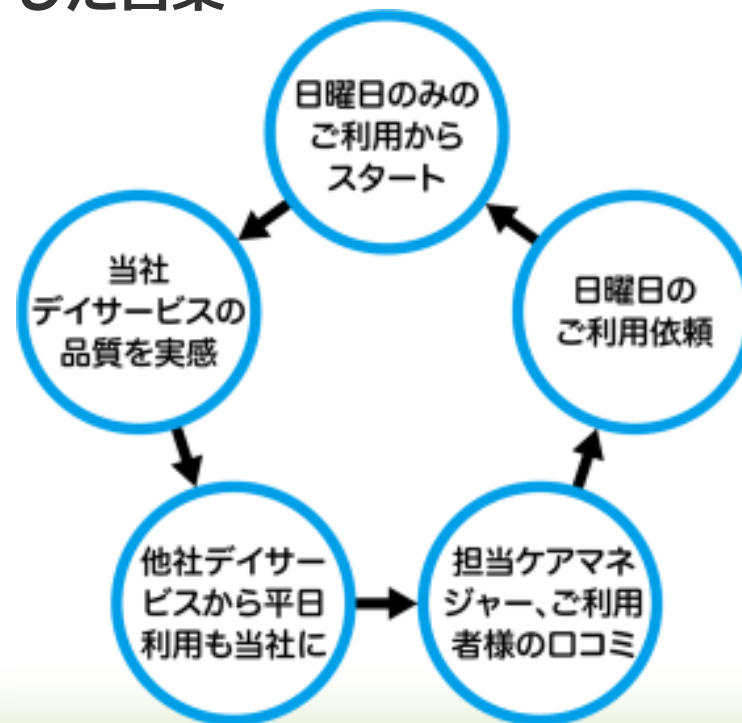 日曜日のみの
ご利用から
スタート
当社
デイサービスの
品質を実感
日曜日の
ご利用依頼
他社デイサー
ビスから平日
利用も当社に
担当ケアマネ
ジャー、ご利用
者様の口コミ